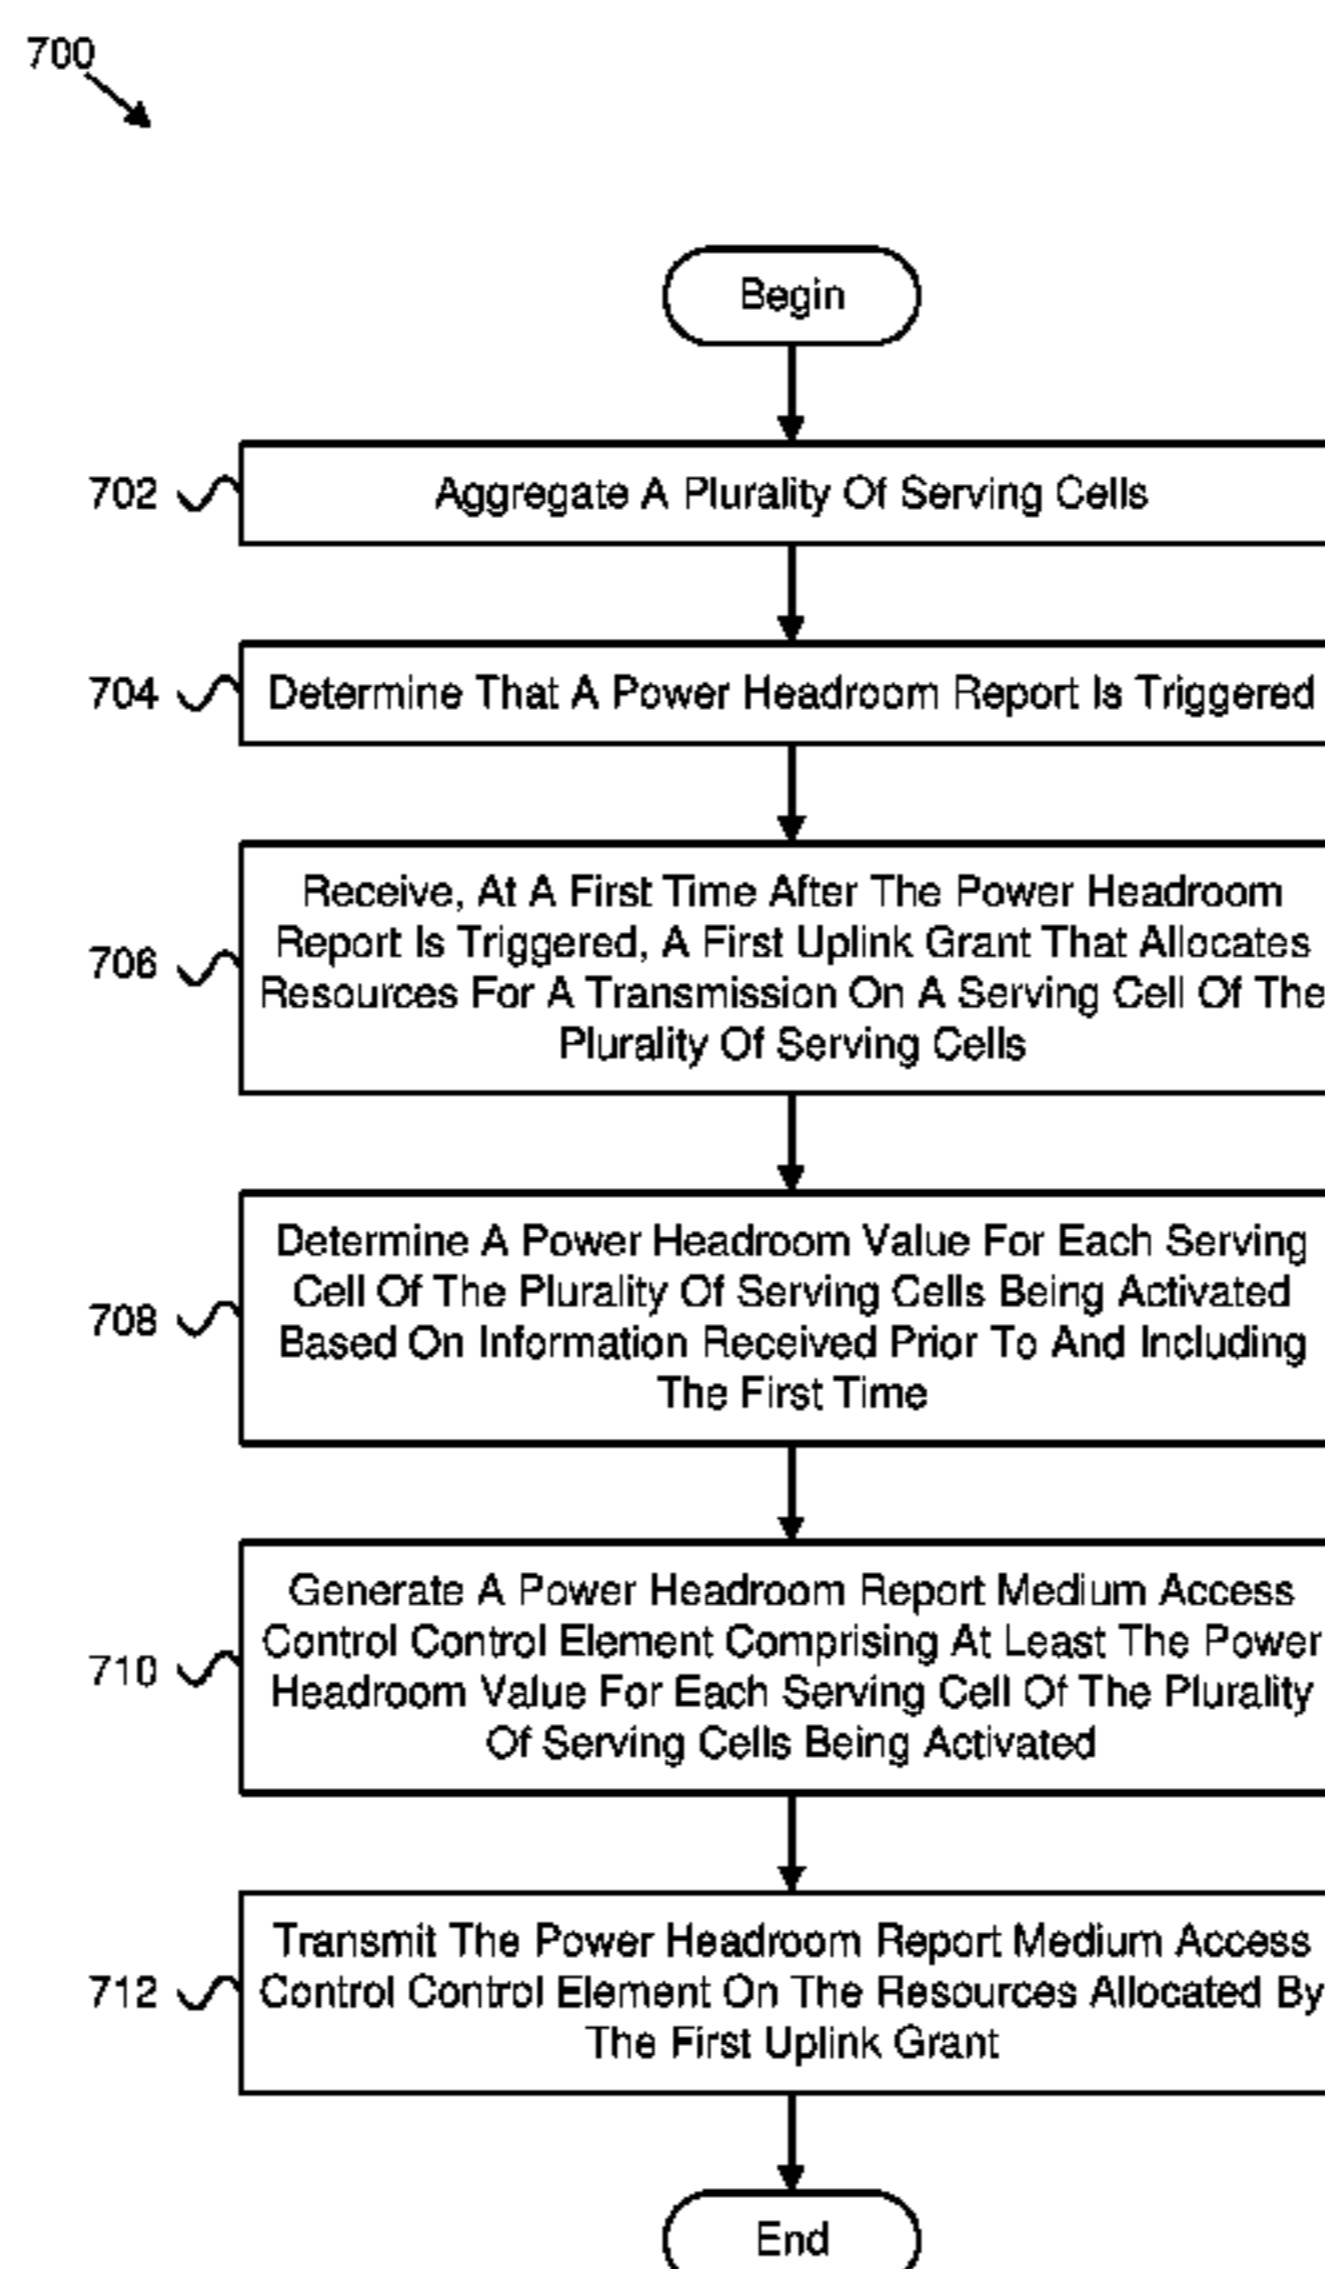 700
Begin
702
Aggregate A Plurality Of Serving Cells
704
Determine That A Power Headroom Report Is Triggered
706
Receive, At A First Time After The Power Headroom
Report Is Triggered, A First Uplink Grant That Allocates
Resources For A Transmission On A Serving Cell Of The
Plurality Of Serving Cells
708
Determine A Power Headroom Value For Each Serving
Cell Of The Plurality Of Serving Cells Being Activated
Based On Information Received Prior To And Including
The First Time
710
Generate A Power Headroom Report Medium Access
Control Control Element Comprising At Least The Power
Headroom Value For Each Serving Cell Of The Plurality
Of Serving Cells Being Activated
712
Transmit The Power Headroom Report Medium Access
Control Control Element On The Resources Allocated By
The First Uplink Grant
End